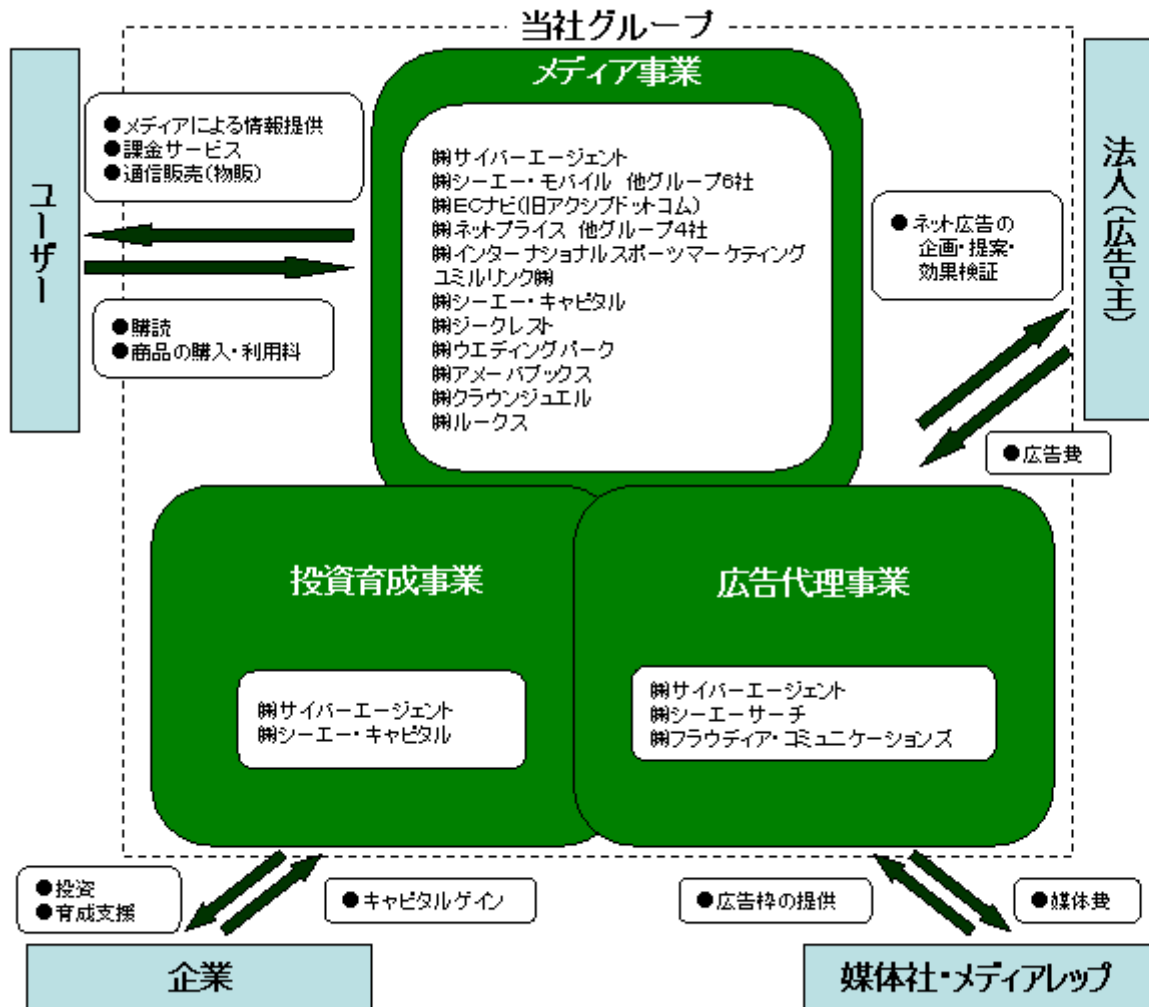 当社グループ
メディア事業
ユーザー
●メディアによる情報提供
●課金サービス
●通信販売(物販)
●購読
●商品の購入・利用料
㈱サイバーエージェント
㈱シーエー・モバイル 他グループ6社
㈱ECナビ(旧アクシブドットコム)
㈱ネットプライス 他グループ4社
㈱インターナショナルスポーツマーケティング
ユミルリンク㈱
㈱シーエー・キャピタル
㈱ジークレスト
㈱ウエディングパーク
㈱アメーバブックス
㈱クラウンジュエル
㈱ルークス
法人(広告主)
●ネット広告の
企画・提案・
効果検証
●広告費
投資育成事業
㈱サイバーエージェント
㈱シーエー・キャピタル
広告代理事業
㈱サイバーエージェント
㈱シーエーサーチ
㈱フラウディア・コミュニケーションズ
●投資
●育成支援
●キャピタルゲイン
●広告枠の提供
●媒体費
企業
媒体社・メディアレップ